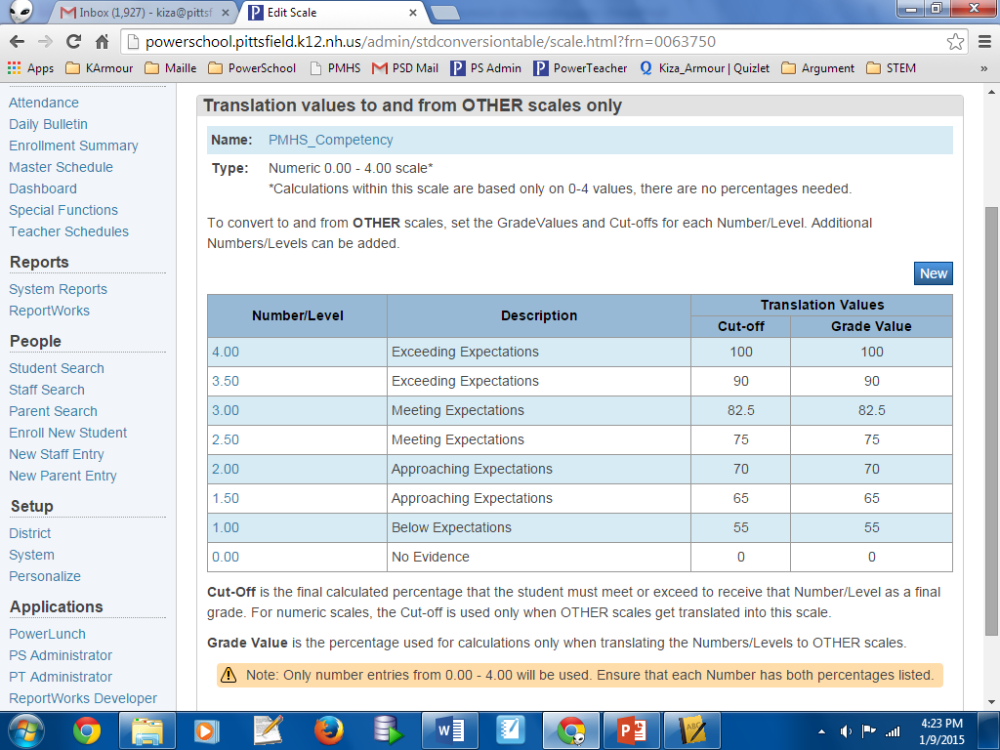 Inbox (1,927) - kiza@pittsf
Edit Scale
powerschool.pittsfield.k12.nh.us/admin/stdconversiontable/scale.html?frn=0063750
Apps KArmour Maille PowerSchool PMHS PSD Mail PS Admin PowerTeacher Kiza_Armour | Quizlet Argument STEM »
Attendance
Daily Bulletin
Enrollment Summary
Master Schedule
Dashboard
Special Functions
Teacher Schedules
Reports
System Reports
ReportWorks
People
Student Search
Staff Search
Parent Search
Enroll New Student
New Staff Entry
New Parent Entry
Setup
District
System
Personalize
Applications
PowerLunch
PS Administrator
PT Administrator
ReportWorks Developer
Translation values to and from OTHER scales only
Name: PMHS_Competency
Type: Numeric 0.00 - 4.00 scale*
*Calculations within this scale are based only on 0-4 values, there are no percentages needed.
To convert to and from OTHER scales, set the GradeValues and Cut-offs for each Number/Level. Additional
Numbers/Levels can be added.
New
Number/Level Description Translation Values
Cut-off Grade Value
4.00 Exceeding Expectations 100 100
3.50 Exceeding Expectations 90 90
3.00 Meeting Expectations 82.5 82.5
2.50 Meeting Expectations 75 75
2.00 Approaching Expectations 70 70
1.50 Approaching Expectations 65 65
1.00 Below Expectations 55 55
0.00 No Evidence 0 0
Cut-Off is the final calculated percentage that the student must meet or exceed to receive that Number/Level as a final
grade. For numeric scales, the Cut-off is used only when OTHER scales get translated into this scale.
Grade Value is the percentage used for calculations only when translating the Numbers/Levels to OTHER scales.
Note: Only number entries from 0.00 - 4.00 will be used. Ensure that each Number has both percentages listed.
4:23 PM
1/9/2015